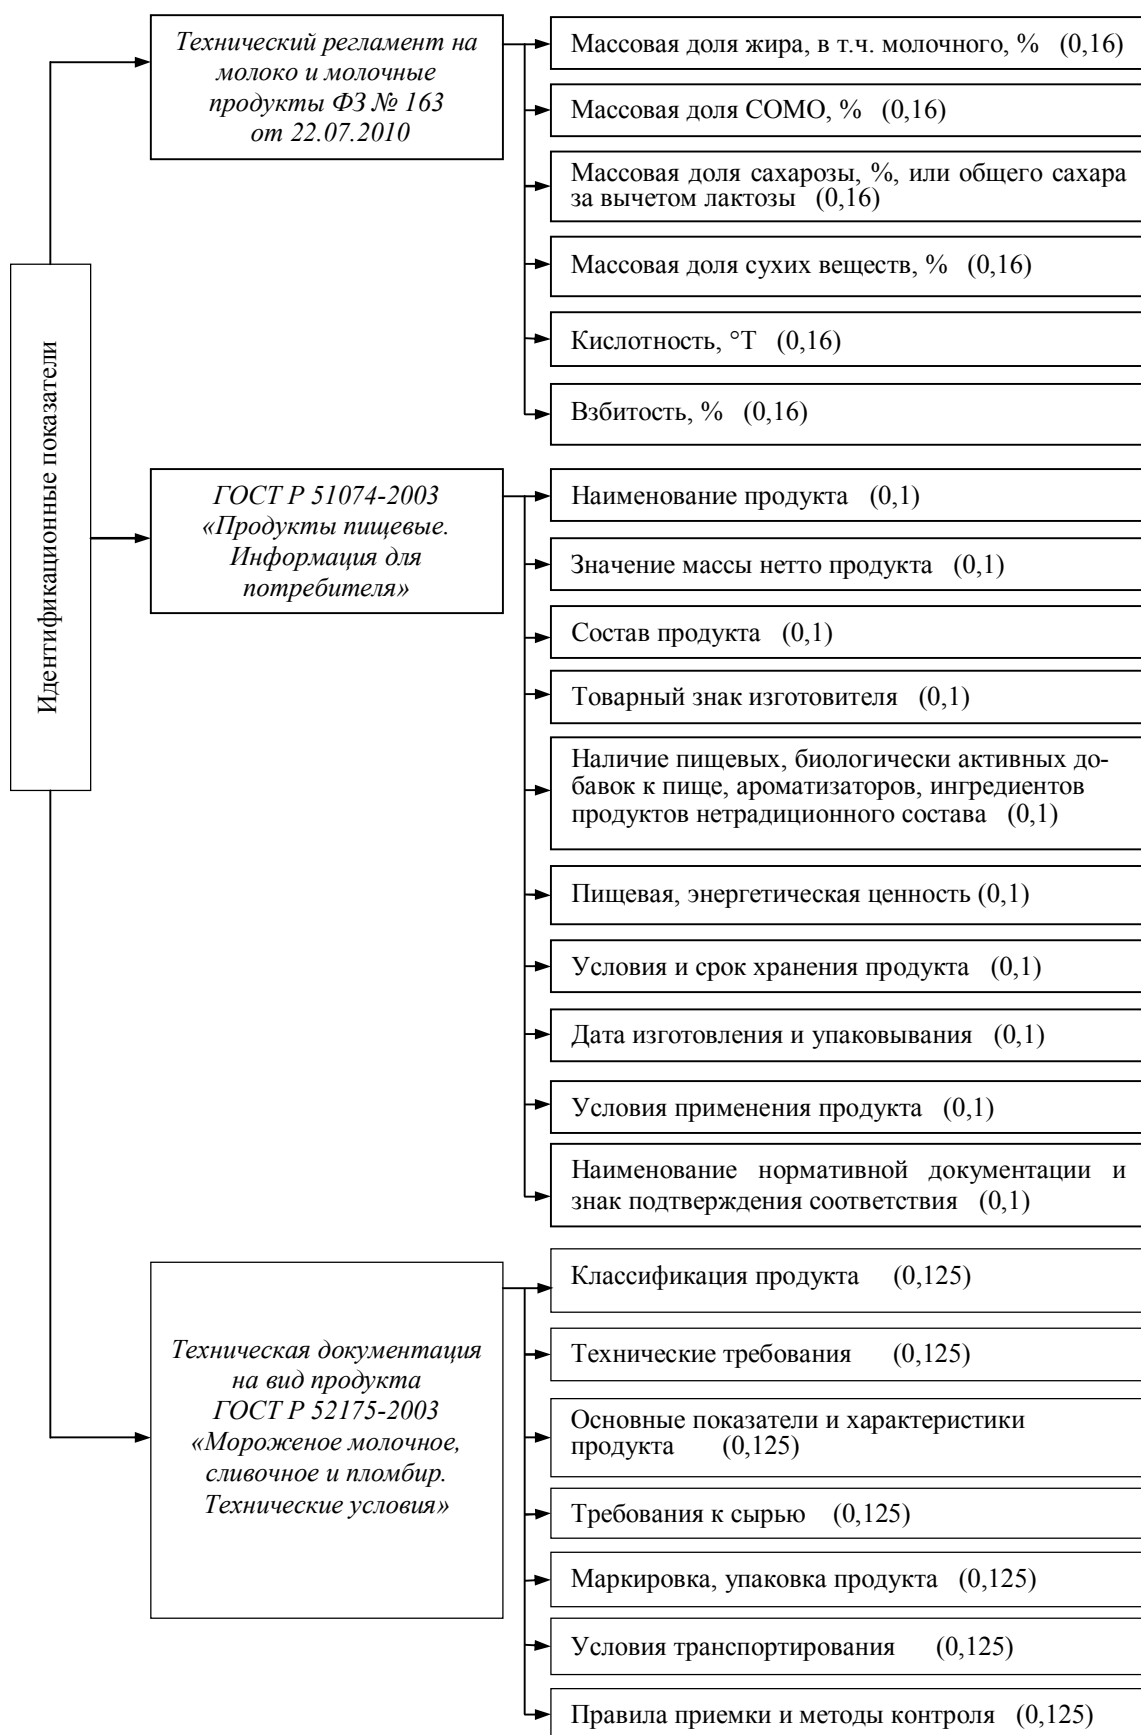 Идентификационные показатели
Технический регламент на
молоко и молочные
продукты ФЗ № 163
от 22.07.2010
Массовая доля жира, в т.ч. молочного, % (0,16)
Массовая доля СОМО, % (0,16)
Массовая доля сахарозы, %, или общего сахара
за вычетом лактозы (0,16)
Массовая доля сухих веществ, % (0,16)
Кислотность, °Т (0,16)
Взбитость, % (0,16)
ГОСТ Р 51074-2003
«Продукты пищевые.
Информация для
потребителя»
Наименование продукта (0,1)
Значение массы нетто продукта (0,1)
Состав продукта (0,1)
Товарный знак изготовителя (0,1)
Наличие пищевых, биологически активных до-
бавок к пище, ароматизаторов, ингредиентов
продуктов нетрадиционного состава (0,1)
Пищевая, энергетическая ценность (0,1)
Условия и срок хранения продукта (0,1)
Дата изготовления и упаковывания (0,1)
Условия применения продукта (0,1)
Наименование нормативной документации и
знак подтверждения соответствия (0,1)
Техническая документация
на вид продукта
ГОСТ Р 52175-2003
«Мороженое молочное,
сливочное и пломбир.
Технические условия»
Классификация продукта (0,125)
Технические требования (0,125)
Основные показатели и характеристики
продукта (0,125)
Требования к сырью (0,125)
Маркировка, упаковка продукта (0,125)
Условия транспортирования (0,125)
Правила приемки и методы контроля (0,125)